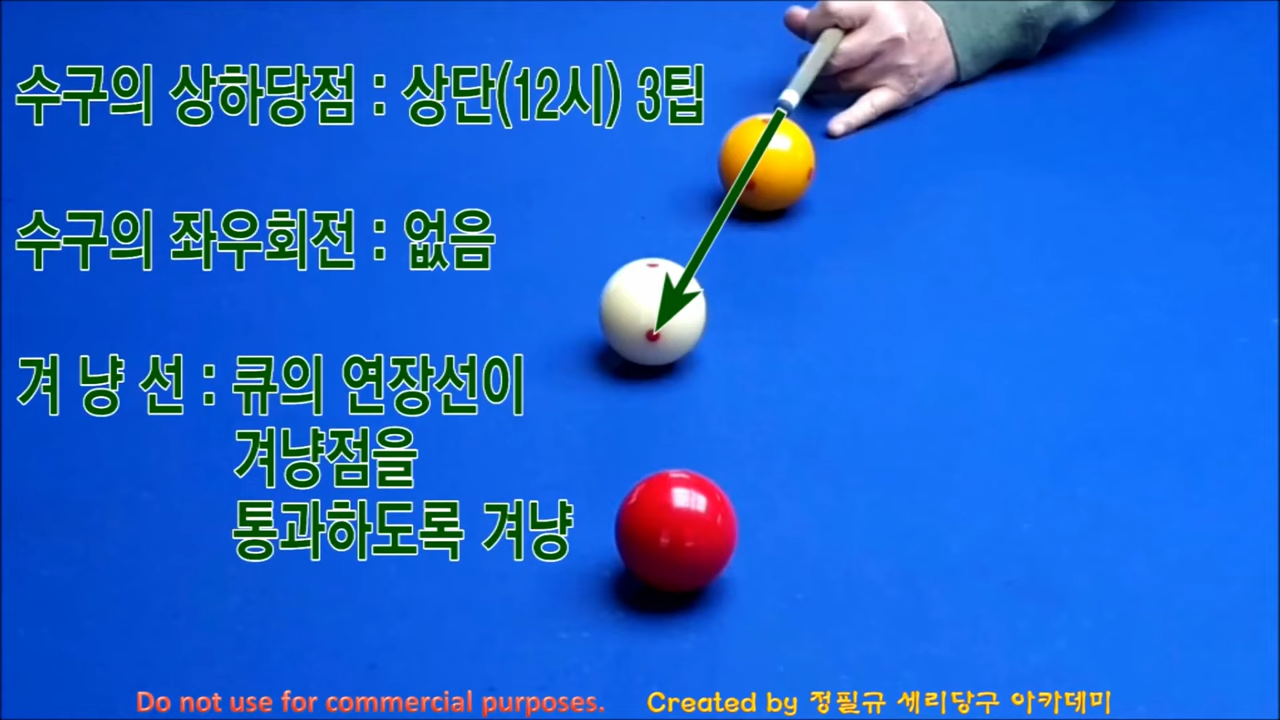 수구의 상하당점 : 상단(12시) 3팁
수구의 좌우회전 : 없음
겨 냥 선 : 큐의 연장선이
겨냥점을
통과하도록 겨냥
Do not use for commercial purposes. Created by 정필규 세리당구 아카데미